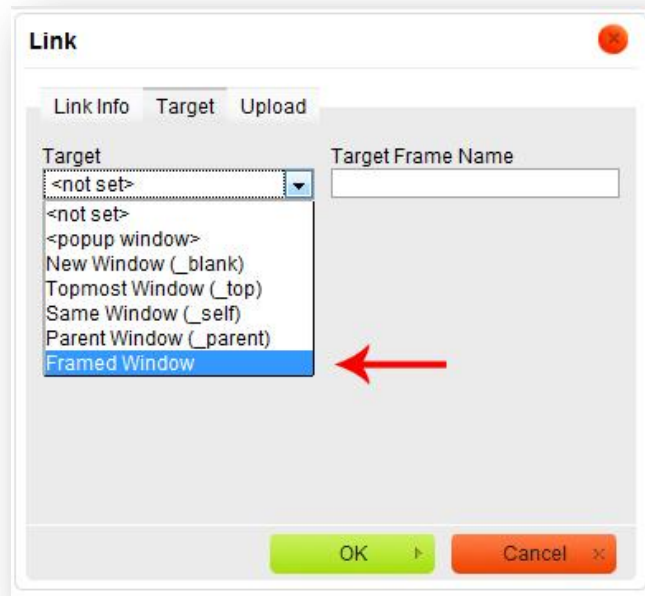 Link
Link Info Target Upload
Target Target Frame Name
<not set>
<not set>
<popup window>
New Window (_blank)
Topmost Window (_top)
Same Window (_self)
Parent Window (_parent)
Framed Window
OK Cancel